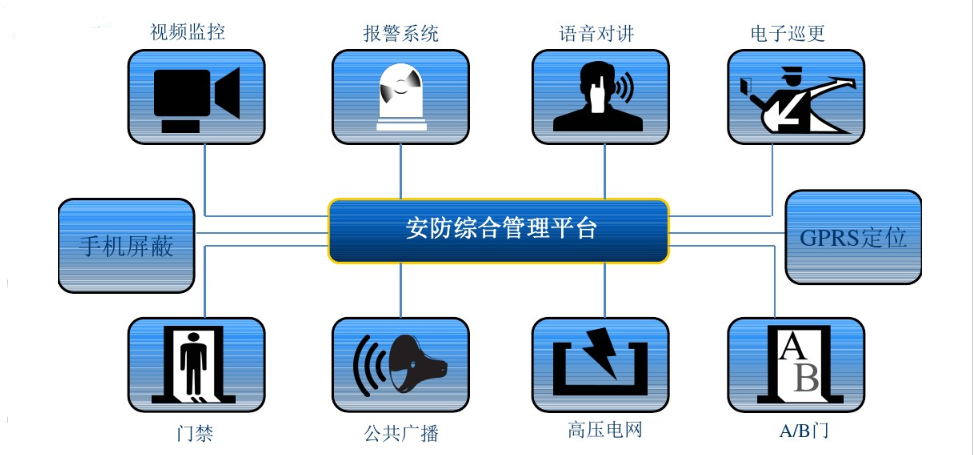 视频监控
报警系统
语音对讲
电子巡更
手机屏蔽
安防综合管理平台
GPRS定位
A
B
门禁
公共广播
高压电网
A/B门